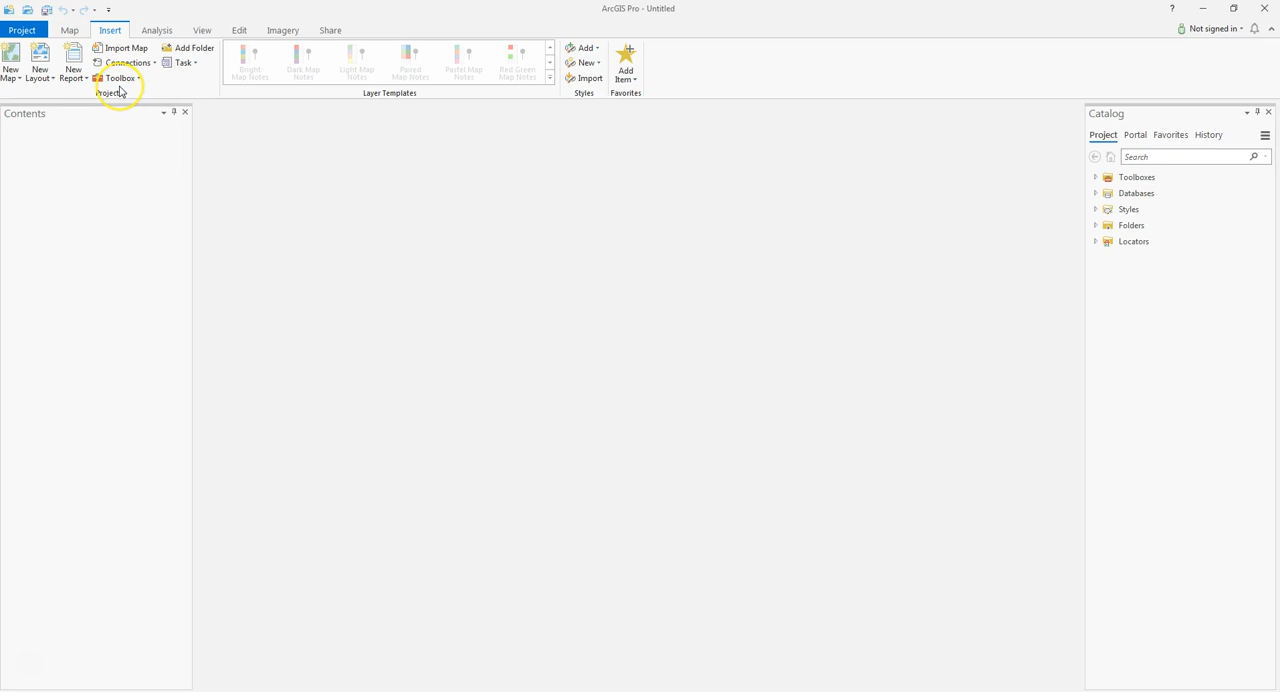 ArcGIS Pro - Untitled
?
Not signed in
Project Map Insert Analysis View Edit Imagery Share
New Map
New Layout
New Report
Import Map
Connections
Toolbox
Add Folder
Task
Project
Bright Map Notes
Dark Map Notes
Light Map Notes
Paired Map Notes
Pastel Map Notes
Red Green Map Notes
Layer Templates
Add
New
Import
Styles
Add Item
Favorites
Contents
Catalog
Project Portal Favorites History
Search
Toolboxes
Databases
Styles
Folders
Locators